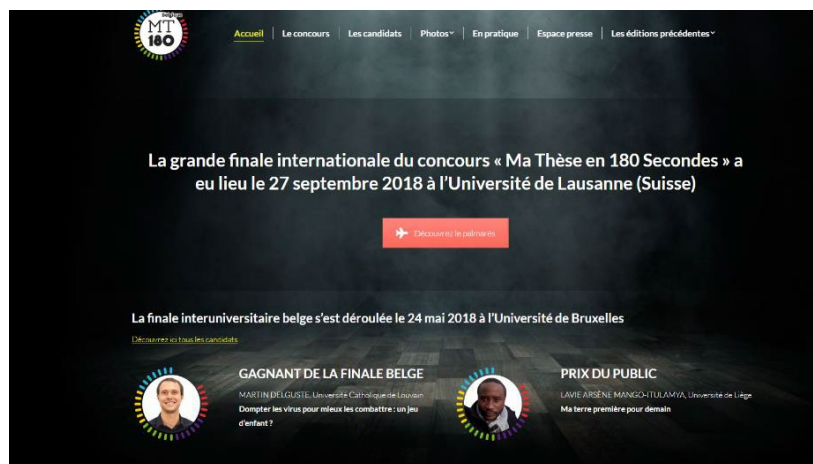 Belgique
MT
180
Accueil
Le concours
Les candidats
Photos
En pratique
Espace presse
Les éditions précédentes
La grande finale internationale du concours « Ma Thèse en 180 Secondes » a
eu lieu le 27 septembre 2018 à l'Université de Lausanne (Suisse)
Découvrez le palmarès
La finale interuniversitaire belge s'est déroulée le 24 mai 2018 à l'Université de Bruxelles
Découvrez ici tous les candidats
GAGNANT DE LA FINALE BELGE
MARTIN DELGUSTE, Université Catholique de Louvain
Dompter les virus pour mieux les combattre : un jeu
d'enfant ?
PRIX DU PUBLIC
LAVIE ARSÈNE MANGO-ITULAMYA, Université de Liège
Ma terre première pour demain